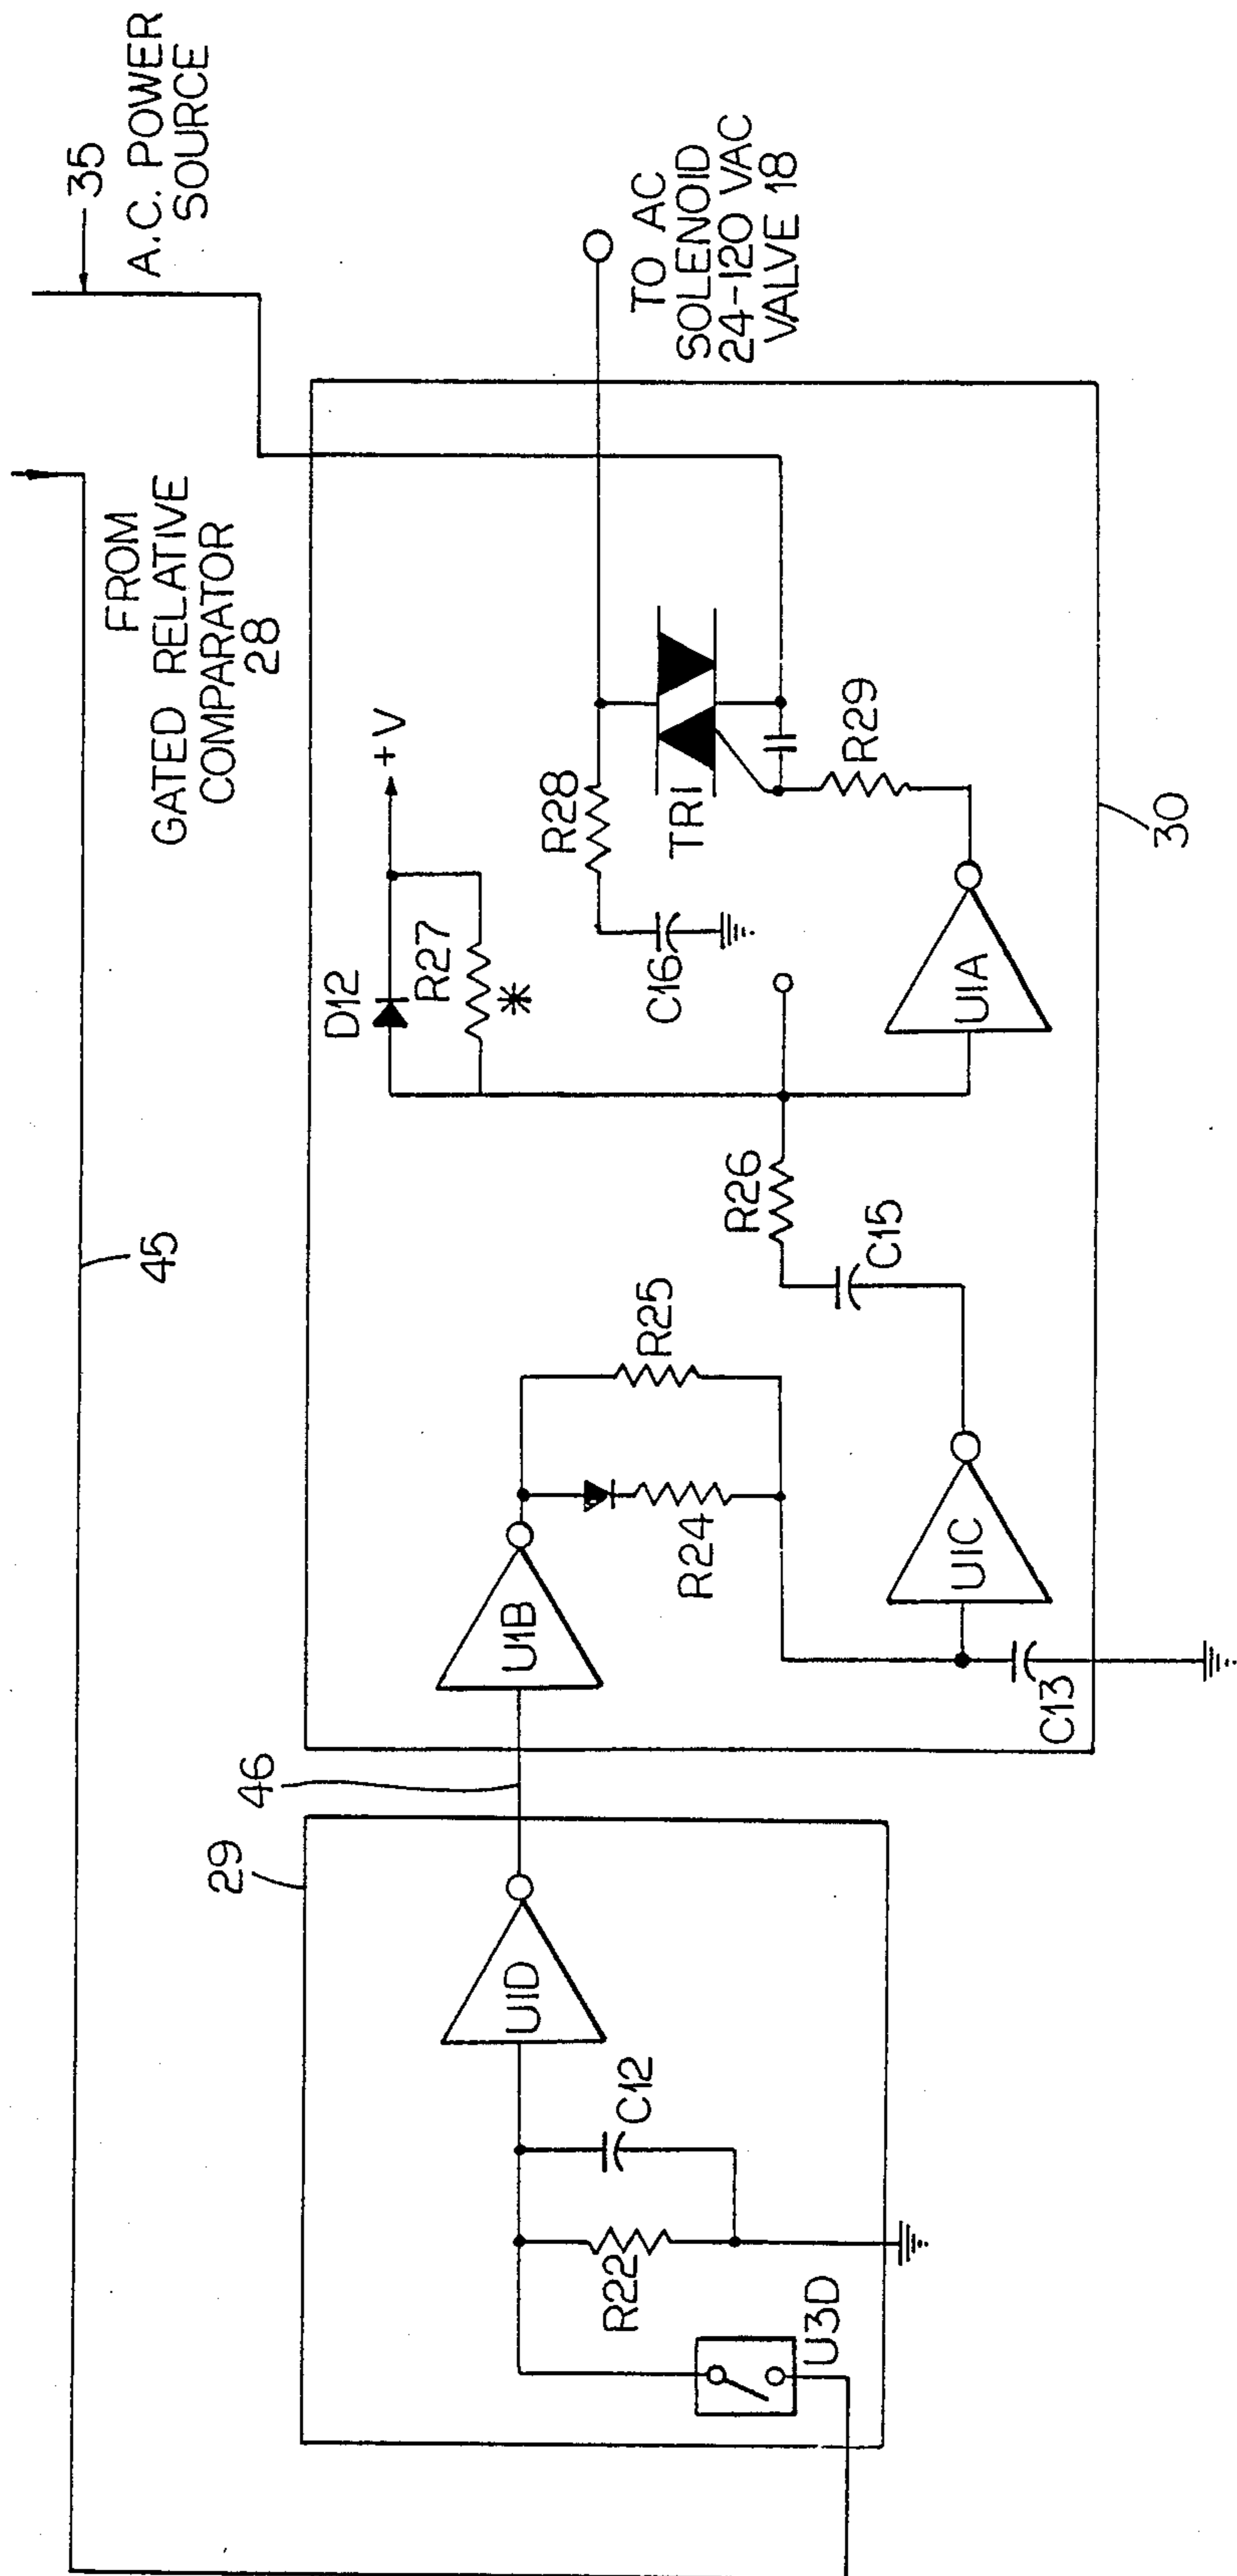 35
A.C. POWER
SOURCE
FROM
GATED RELATIVE
COMPARATOR
28
45
TO AC
SOLENOID
24-120 VAC
VALVE 18
+V
D12
R27
*
R28
C16
TR1
R29
U1A
30
R26
C15
R25
R24
U1B
U1C
C13
46
29
U1D
C12
R22
U3D